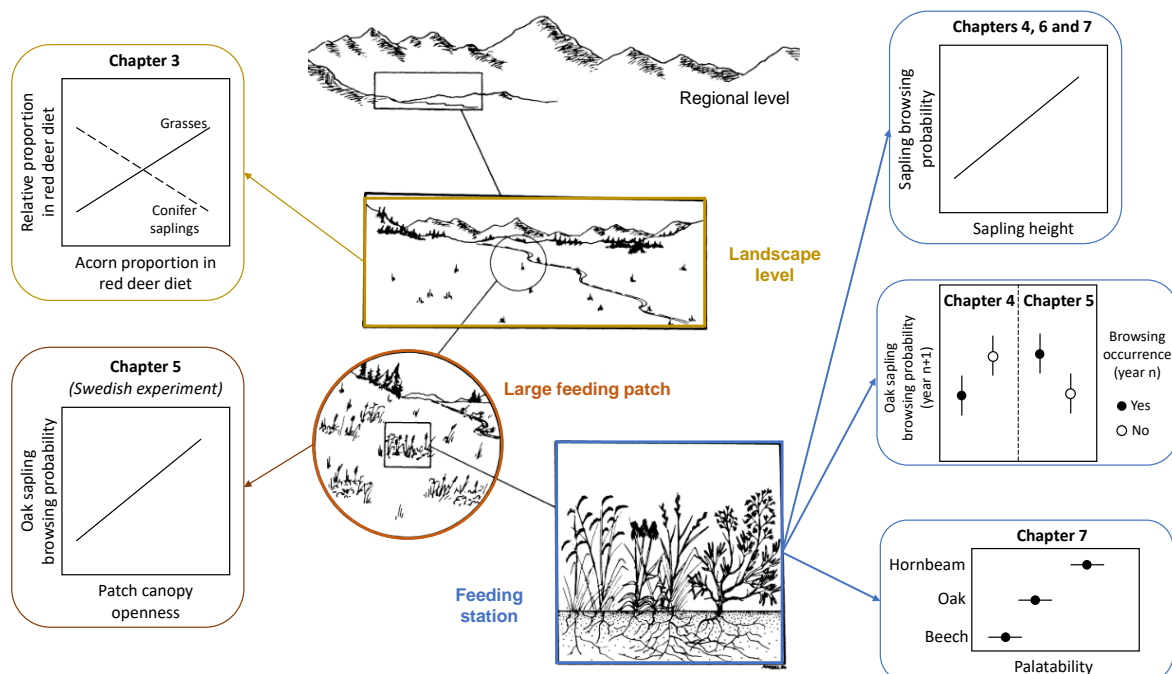 Chapter 3
Relative proportion
in red deer diet
Grasses
Conifer
saplings
Acorn proportion in
red deer diet
Regional level
Landscape
level
Chapter 5
(Swedish experiment)
Oak sapling
browsing probability
Patch canopy
openness
Large feeding patch
Feeding
station
Chapters 4, 6 and 7
Sapling browsing
probability
Sapling height
Chapter 4
Chapter 5
Oak sapling
browsing probability
(year n+1)
Browsing
occurrence
(year n)
Yes
No
Chapter 7
Hornbeam
Oak
Beech
Palatability